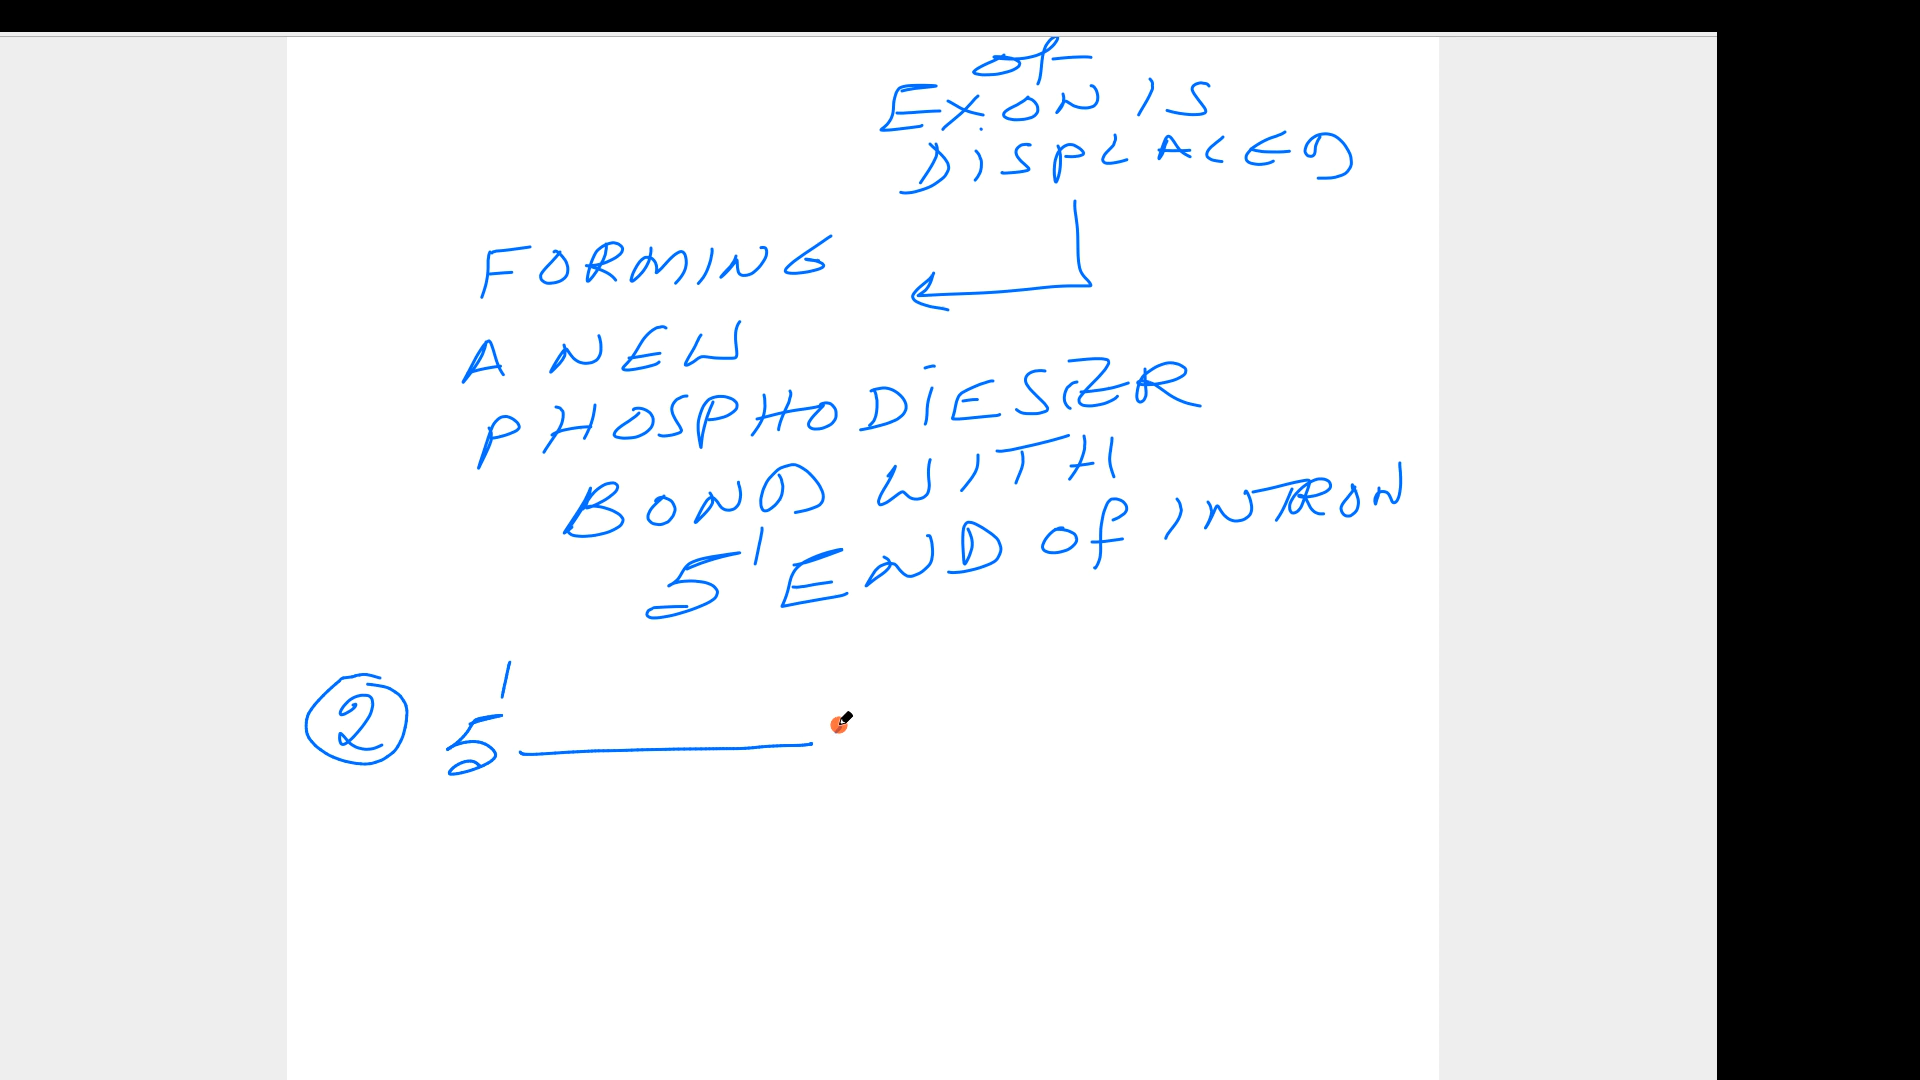 of
EXON IS
DISPLACED
FORMING
A NEW
PHOSPHODIESTER
BOND WITH
5' END OF INTRON
2 5'